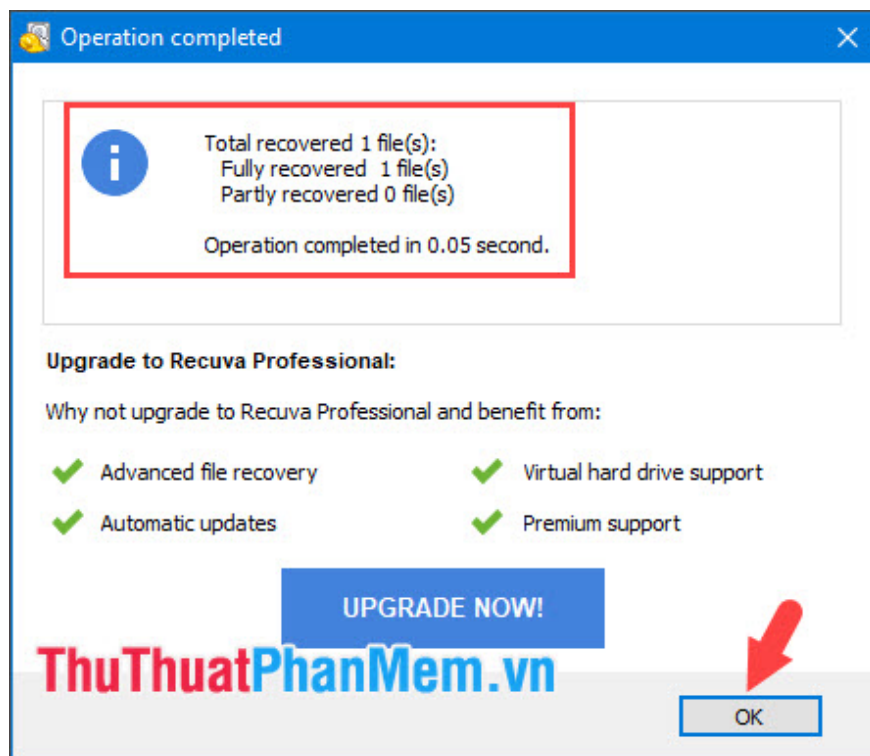 Operation completed
Total recovered 1 file(s):
Fully recovered 1 file(s)
Partly recovered 0 file(s)
Operation completed in 0.05 second.
Upgrade to Recuva Professional:
Why not upgrade to Recuva Professional and benefit from:
Advanced file recovery
Virtual hard drive support
Automatic updates
Premium support
UPGRADE NOW!
ThuThuatPhanMem.vn
OK